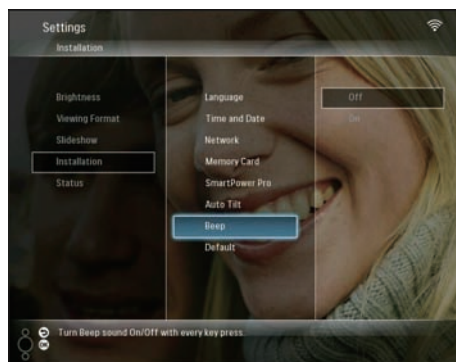 Settings
Installation
Brightness
Viewing Format
Slideshow
Installation
Status
Language
Time and Date
Network
Memory Card
SmartPower Pro
Auto Tilt
Beep
Default
Off
On
Turn Beep sound On/Off with every key press.
OK